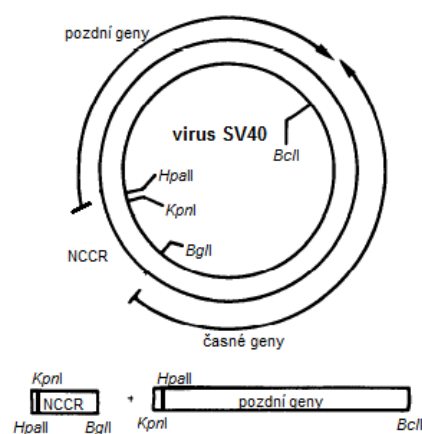 pozdní geny
virus SV40
BclI
HpaII
KpnI
BglI
NCCR
časné geny
KpnI HpaII
NCCR + pozdní geny
HpaII BglI KpnI BclI